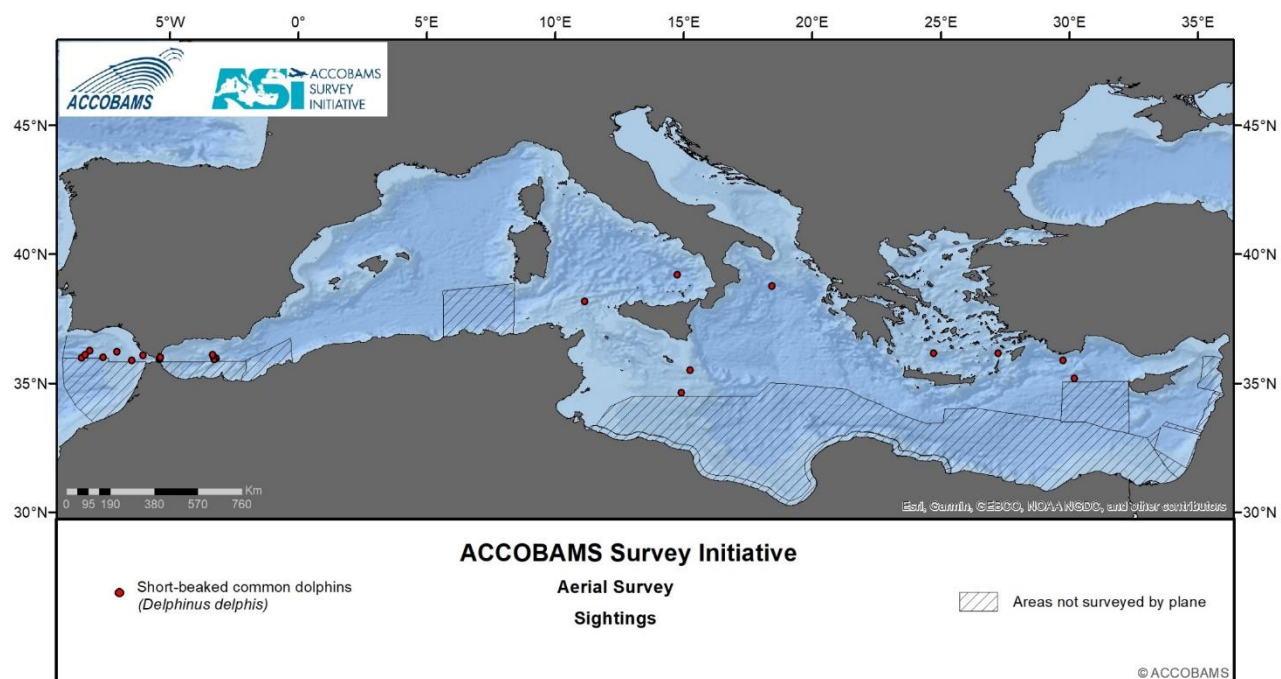 5°W 0° 5°E 10°E 15°E 20°E 25°E 30°E 35°E
ACCOBAMS
ASI
ACCOBAMS
SURVEY
INITIATIVE
45°N 45°N
40°N 40°N
35°N 35°N
30°N 30°N
Km
0 95 190 380 570 760
Esri, Garmin, GEBCO, NOAA NGDC, and other contributors
ACCOBAMS Survey Initiative
Aerial Survey
Sightings
Short-beaked common dolphins
(Delphinus delphis)
Areas not surveyed by plane
© ACCOBAMS